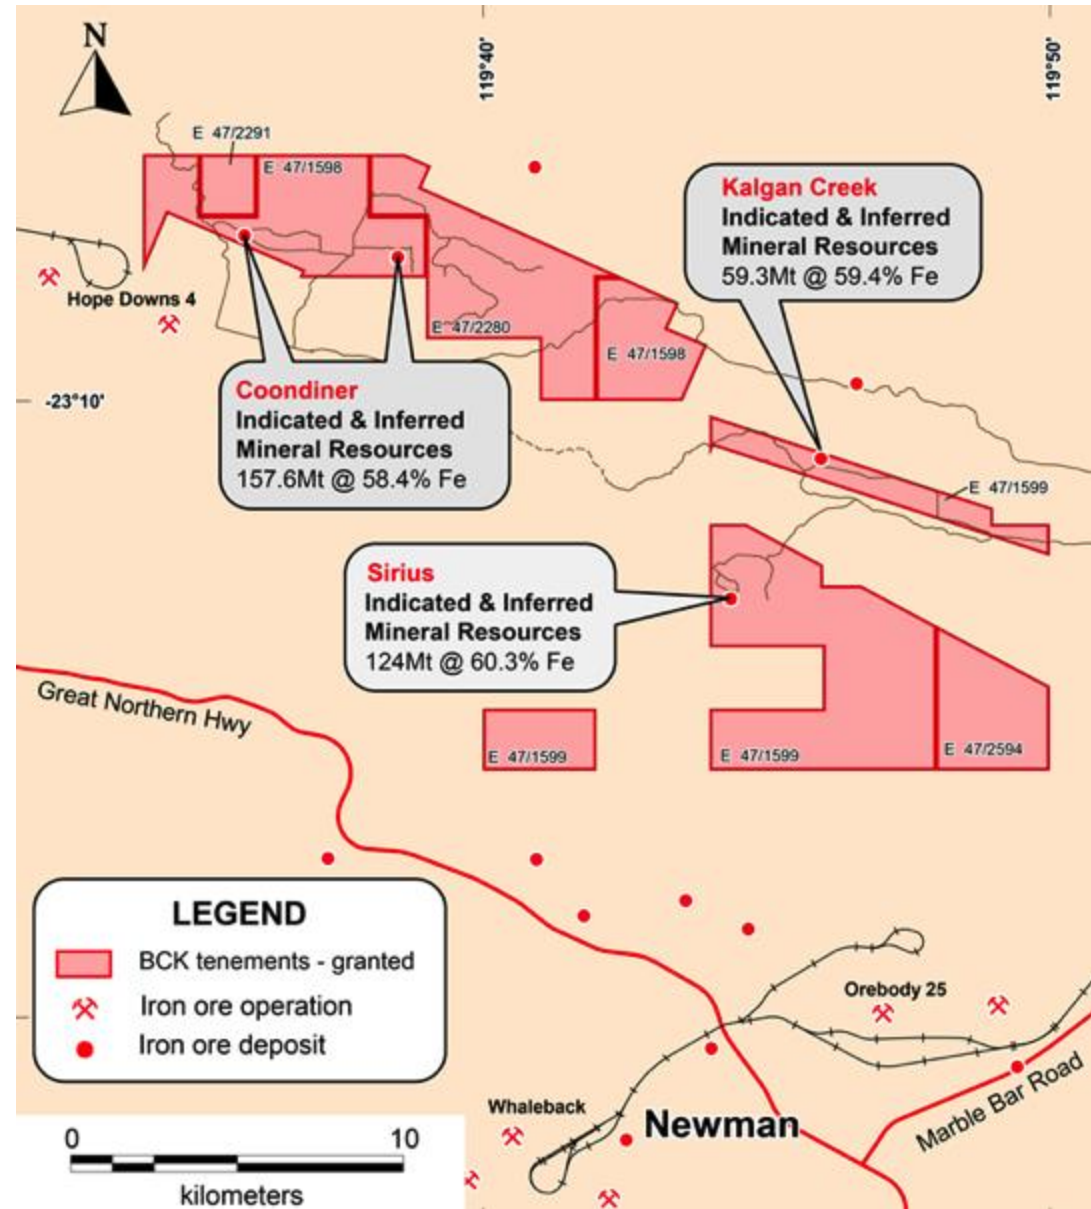 N
119°40'
119°50'
E 47/2291
E 47/1598
Kalgan Creek
Indicated & Inferred
Mineral Resources
59.3Mt @ 59.4% Fe
Hope Downs 4
E 47/2280
E 47/1598
-23°10'
Coondiner
Indicated & Inferred
Mineral Resources
157.6Mt @ 58.4% Fe
E 47/1599
Sirius
Indicated & Inferred
Mineral Resources
124Mt @ 60.3% Fe
Great Northern Hwy
E 47/1599
E 47/1599
E 47/2594
LEGEND
BCK tenements - granted
Iron ore operation
Iron ore deposit
Orebody 25
Marble Bar Road
Whaleback
Newman
0
10
kilometers